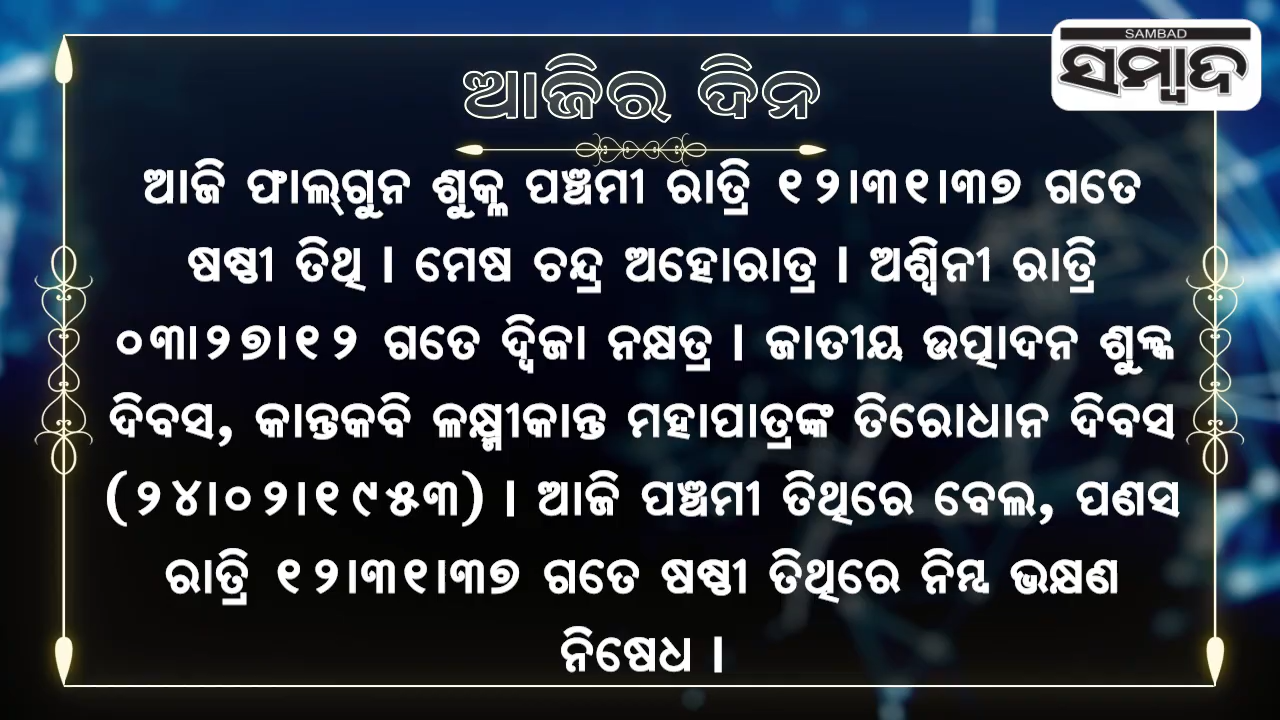 SAMBAD
ସମ୍ବାଦ
ଆଜିର ଦିନ
ଆଜି ଫାଲ୍‌ଗୁନ ଶୁକ୍ଳ ପଞ୍ଚମୀ ରାତ୍ରି ୧୨।୩୧।୩୭ ଗତେ
ଷଷ୍ଠୀ ତିଥି । ମେଷ ଚନ୍ଦ୍ର ଅହୋରାତ୍ର । ଅଶ୍ୱିନୀ ରାତ୍ରି
୦୩।୨୭।୧୨ ଗତେ ଦ୍ୱିଜା ନକ୍ଷତ୍ର । ଜାତୀୟ ଉତ୍ପାଦନ ଶୁଳ୍କ
ଦିବସ, କାନ୍ତକବି ଳକ୍ଷ୍ମୀକାନ୍ତ ମହାପାତ୍ରଙ୍କ ତିରୋଧାନ ଦିବସ
(୨୪।୦୨।୧୯୫୩) । ଆଜି ପଞ୍ଚମୀ ତିଥିରେ ବେଲ, ପଣସ
ରାତ୍ରି ୧୨।୩୧।୩୭ ଗତେ ଷଷ୍ଠୀ ତିଥିରେ ନିମ୍ବ ଭକ୍ଷଣ
ନିଷେଧ ।